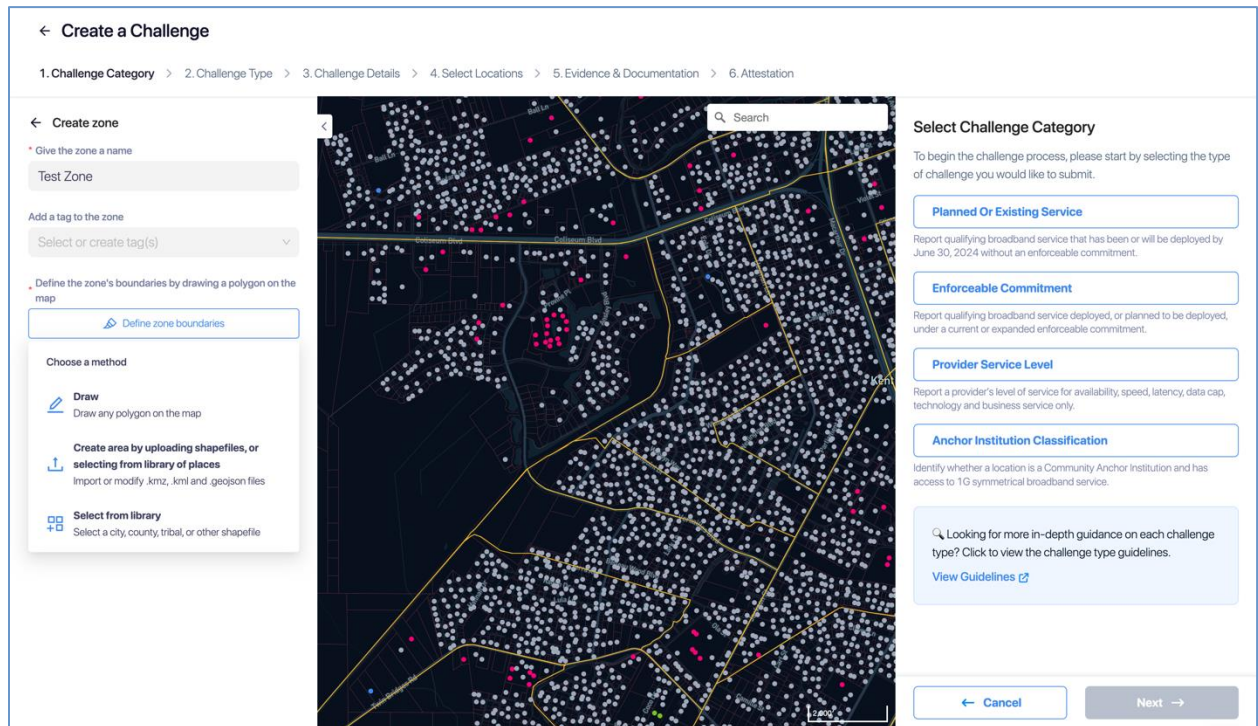 ← Create a Challenge
1. Challenge Category > 2. Challenge Type > 3. Challenge Details > 4. Select Locations > 5. Evidence & Documentation > 6. Attestation
← Create zone
* Give the zone a name
Test Zone
Add a tag to the zone
Select or create tag(s)
* Define the zone's boundaries by drawing a polygon on the
map
Define zone boundaries
Choose a method
Draw
Draw any polygon on the map
Create area by uploading shapefiles, or
selecting from library of places
Import or modify .kmz, .kml and .geojson files
Select from library
Select a city, county, tribal, or other shapefile
Search
Ball Ln
Ball Ln
Coliseum Blvd
Coliseum Blvd
Kent
Twin Bridges Rd
2,000
Select Challenge Category
To begin the challenge process, please start by selecting the type
of challenge you would like to submit.
Planned Or Existing Service
Report qualifying broadband service that has been or will be deployed by
June 30, 2024 without an enforceable commitment.
Enforceable Commitment
Report qualifying broadband service deployed, or planned to be deployed,
under a current or expanded enforceable commitment.
Provider Service Level
Report a provider's level of service for availability, speed, latency, data cap,
technology and business service only.
Anchor Institution Classification
Identify whether a location is a Community Anchor Institution and has
access to 1G symmetrical broadband service.
🔍 Looking for more in-depth guidance on each challenge
type? Click to view the challenge type guidelines.
View Guidelines
← Cancel
Next →